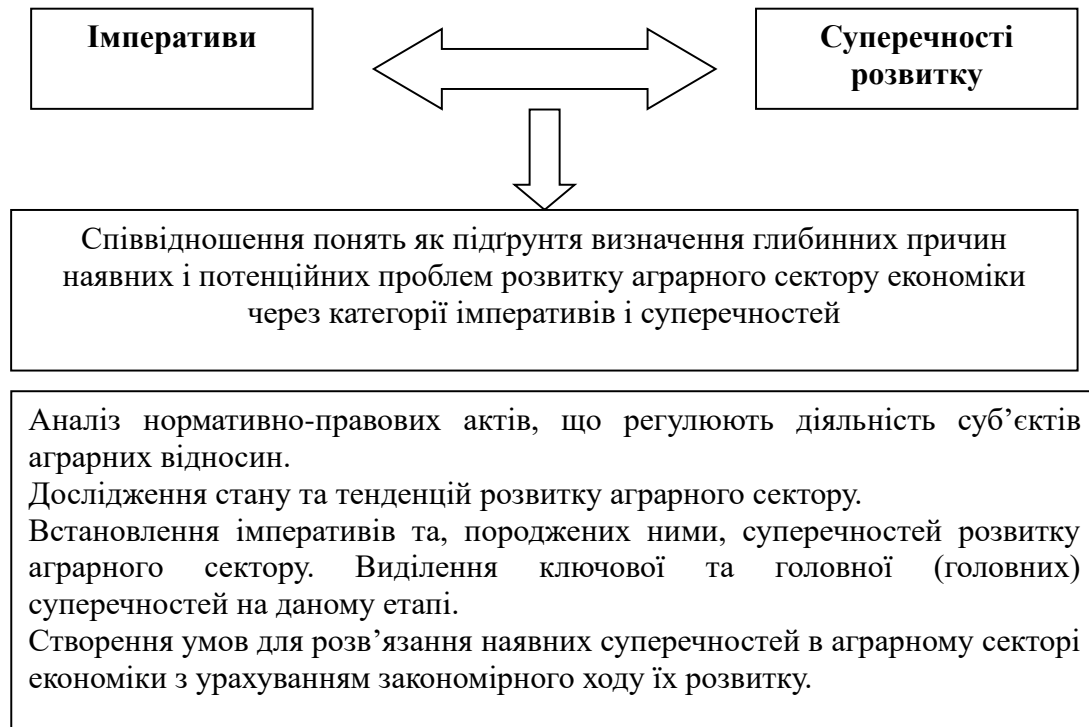 Імперативи
Суперечності
розвитку
Співвідношення понять як підґрунтя визначення глибинних причин
наявних і потенційних проблем розвитку аграрного сектору економіки
через категорії імперативів і суперечностей
Аналіз нормативно-правових актів, що регулюють діяльність суб’єктів
аграрних відносин.
Дослідження стану та тенденцій розвитку аграрного сектору.
Встановлення імперативів та, породжених ними, суперечностей розвитку
аграрного сектору. Виділення ключової та головної (головних)
суперечностей на даному етапі.
Створення умов для розв’язання наявних суперечностей в аграрному секторі
економіки з урахуванням закономірного ходу їх розвитку.